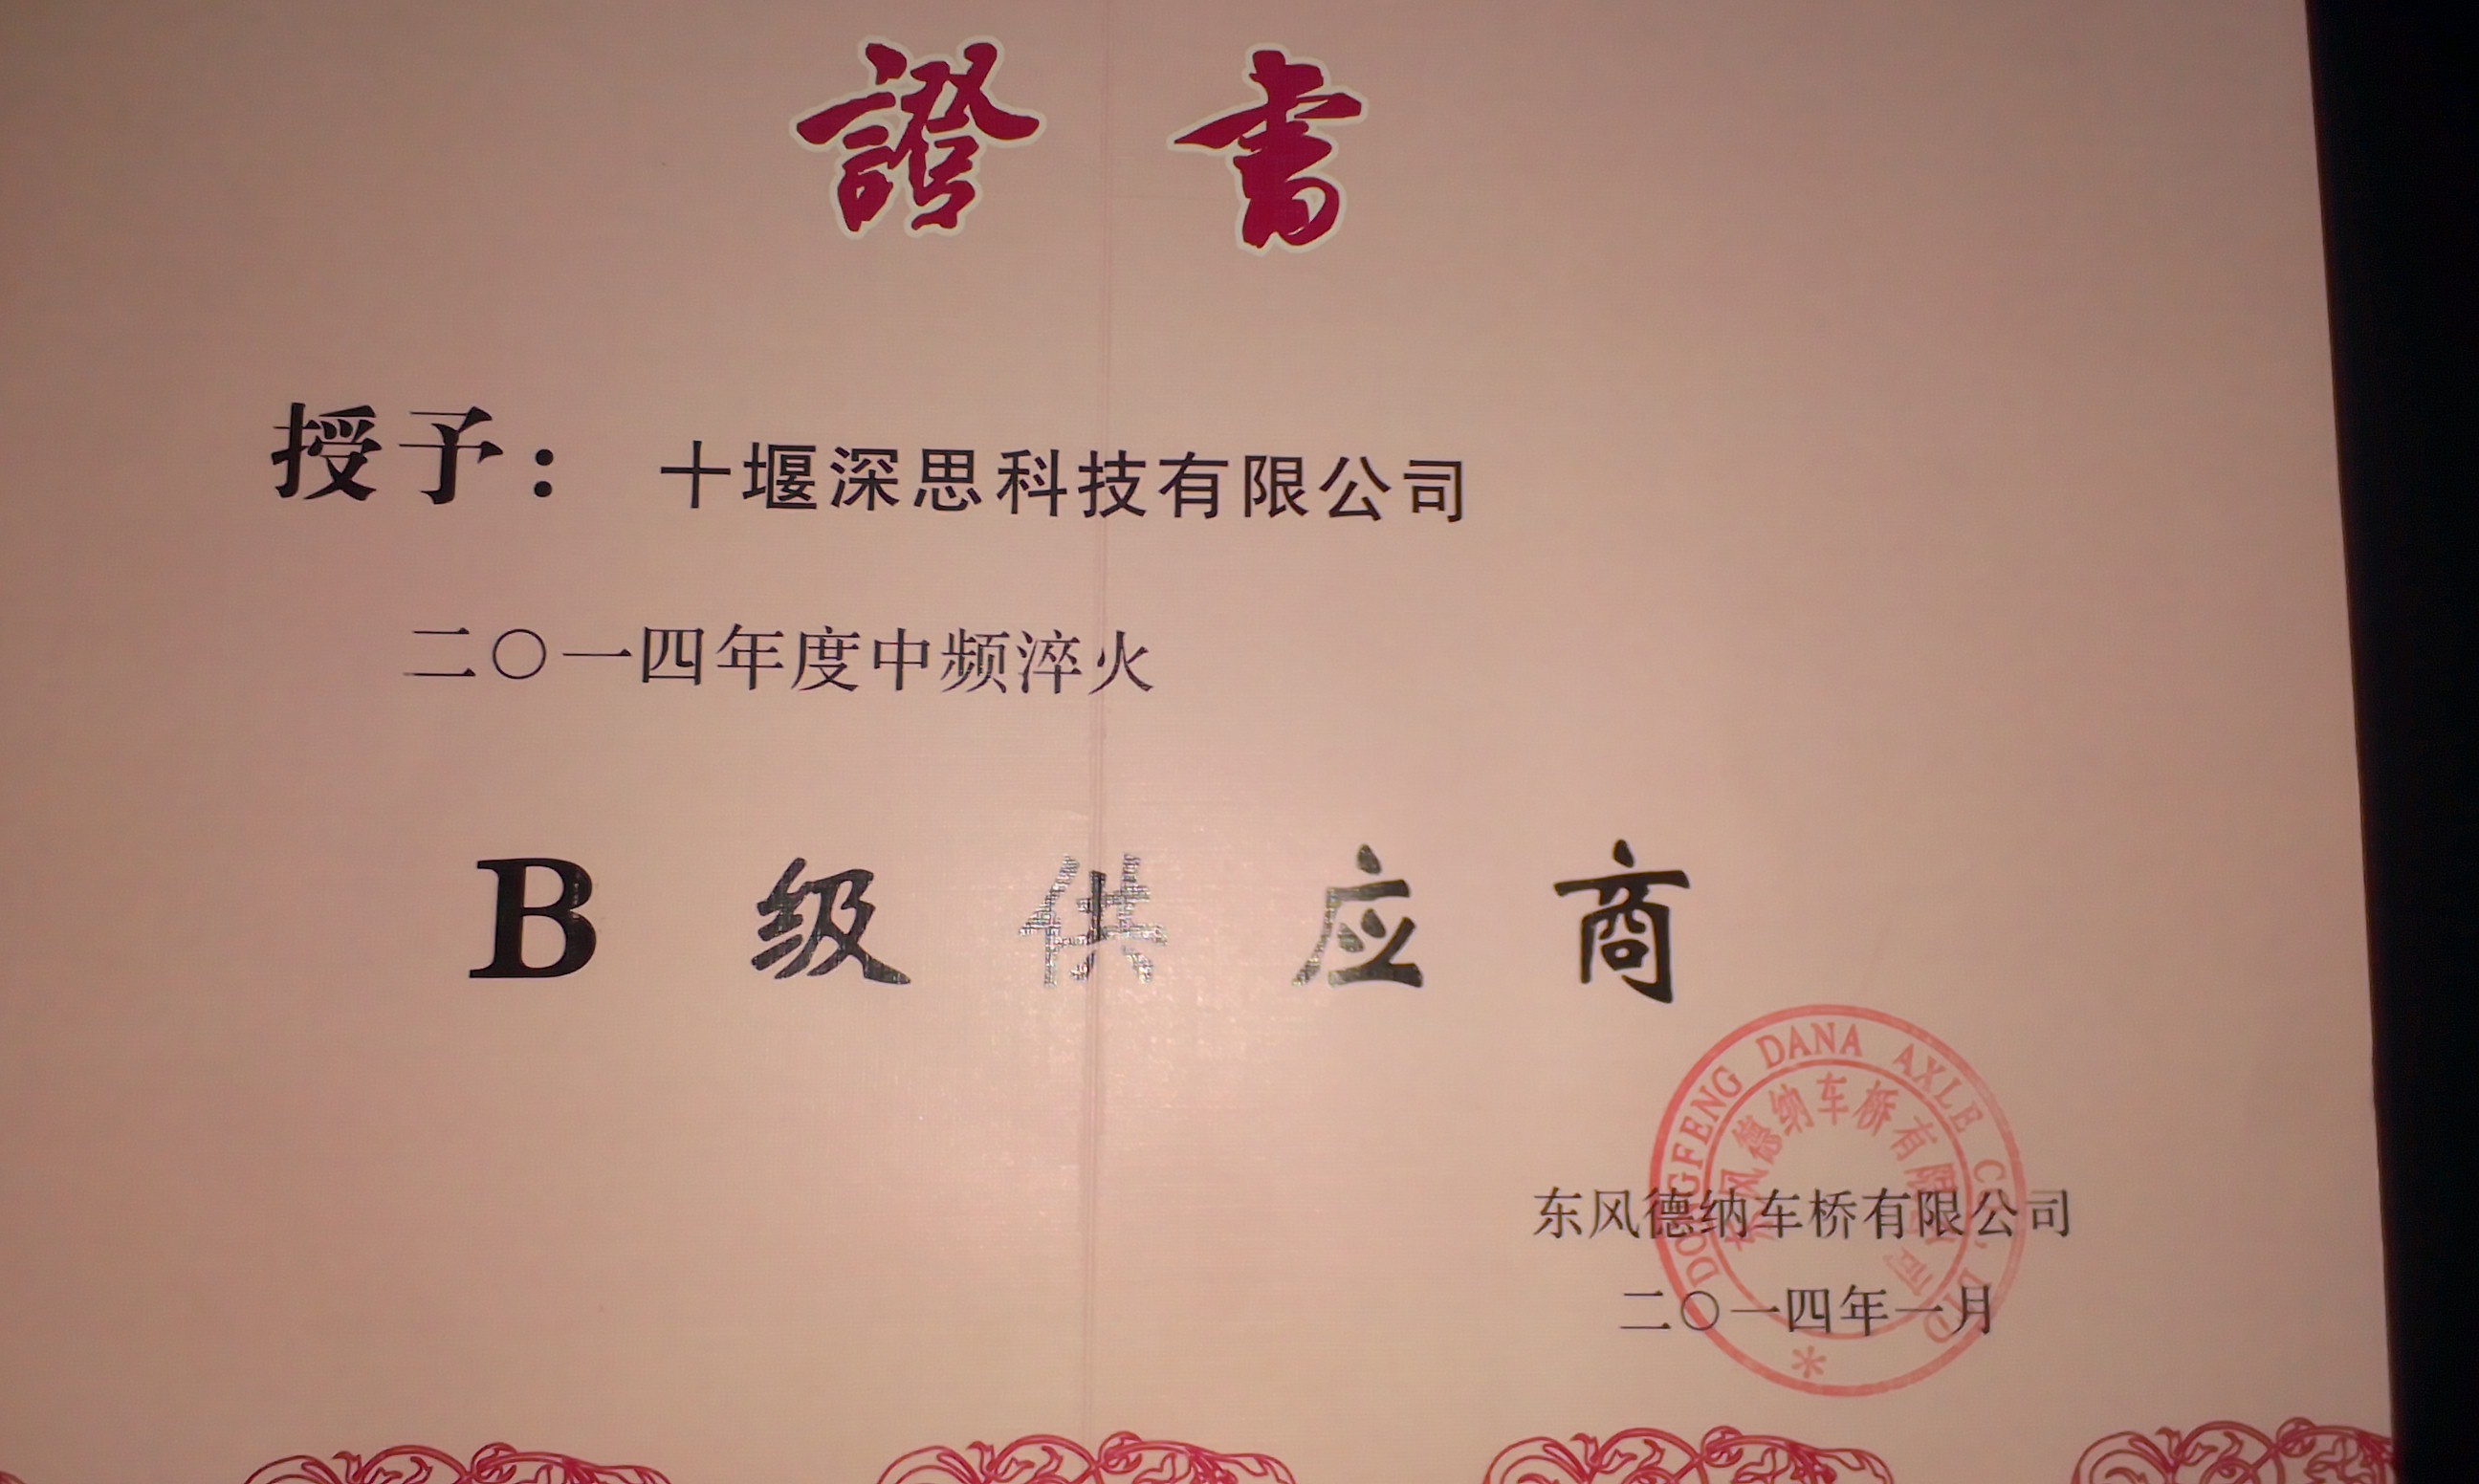 證書
授予：十堰深思科技有限公司
二〇一四年度中频淬火
B级供应商
DONGFENG DANA AXLE CO., LTD
东风德纳车桥有限公司
东风德纳车桥有限公司
二〇一四年一月